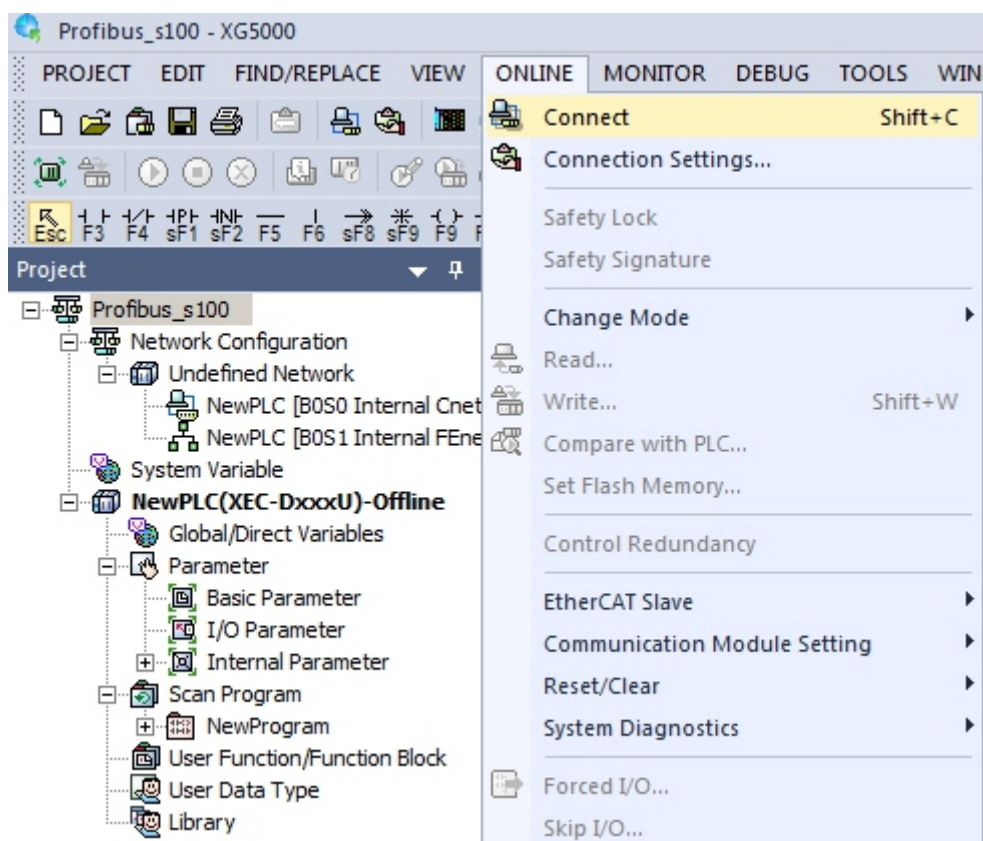 Profibus_s100 - XG5000
PROJECT EDIT FIND/REPLACE VIEW ONLINE MONITOR DEBUG TOOLS WIN
Esc F3 F4 sF1 sF2 F5 F6 sF8 sF9 F9
Project
Profibus_s100
Network Configuration
Undefined Network
NewPLC [B0S0 Internal Cnet
NewPLC [B0S1 Internal FEne
System Variable
NewPLC(XEC-DxxxU)-Offline
Global/Direct Variables
Parameter
Basic Parameter
I/O Parameter
Internal Parameter
Scan Program
NewProgram
User Function/Function Block
User Data Type
Library
Connect Shift+C
Connection Settings...
Safety Lock
Safety Signature
Change Mode
Read...
Write... Shift+W
Compare with PLC...
Set Flash Memory...
Control Redundancy
EtherCAT Slave
Communication Module Setting
Reset/Clear
System Diagnostics
Forced I/O...
Skip I/O...